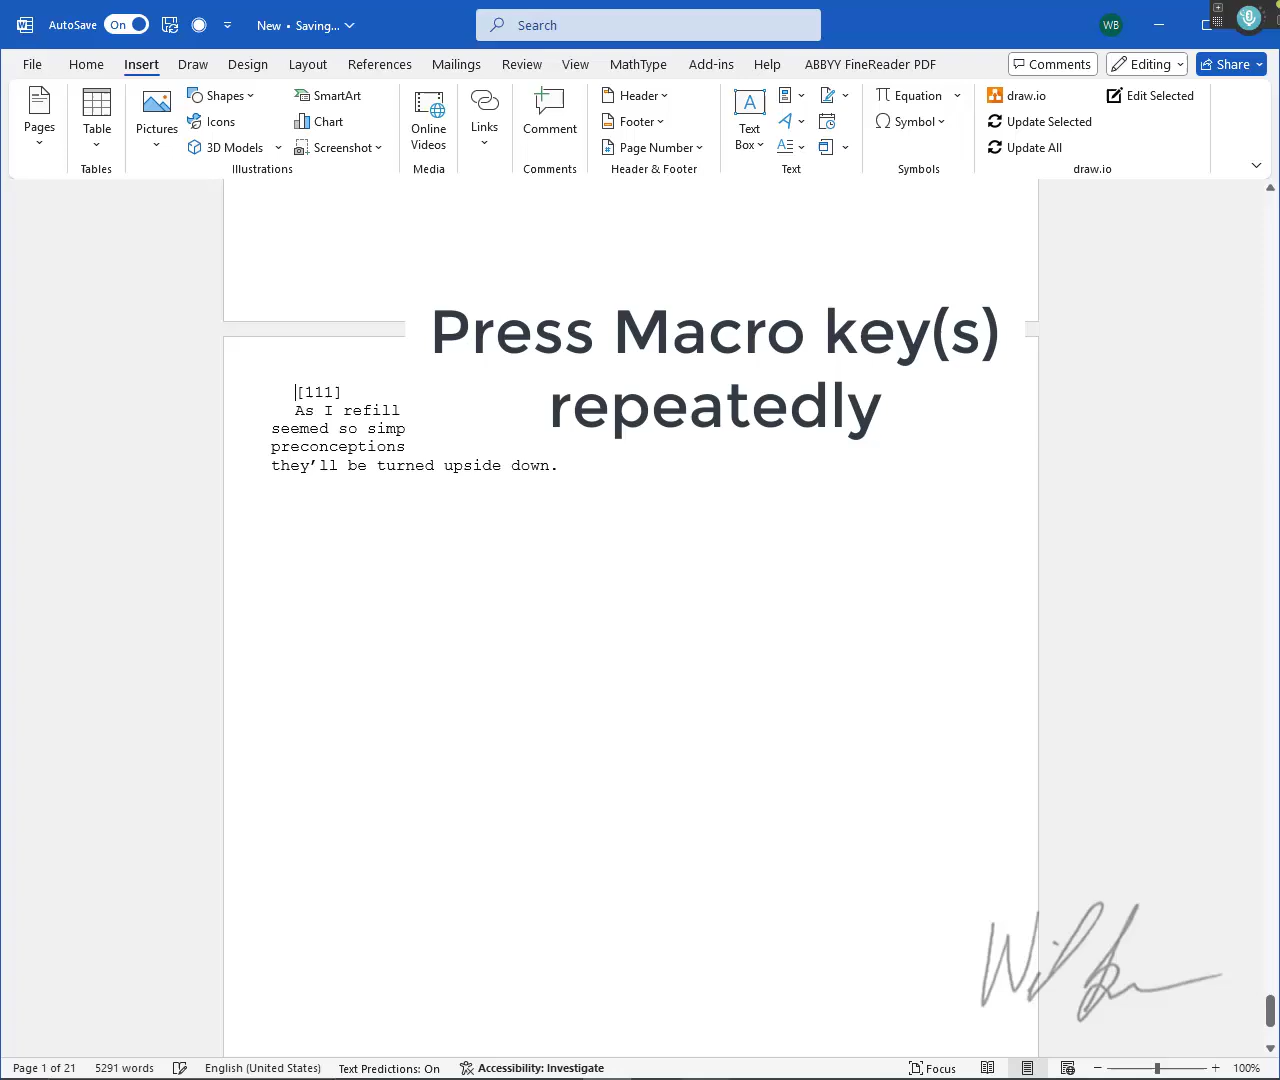 AutoSave On New • Saving... Search WB
File Home Insert Draw Design Layout References Mailings Review View MathType Add-ins Help ABBYY FineReader PDF Comments Editing Share
Pages
Table
Tables
Pictures
Shapes
Icons
3D Models
SmartArt
Chart
Screenshot
Illustrations
Online
Videos
Media
Links
Comment
Comments
Header
Footer
Page Number
Header & Footer
A
Text
Box
Text
Equation
Symbol
Symbols
draw.io
Update Selected
Update All
Edit Selected
draw.io
Press Macro key(s)
repeatedly
[111]
As I refill
seemed so simp
preconceptions
they’ll be turned upside down.
Page 1 of 21 5291 words English (United States) Text Predictions: On Accessibility: Investigate Focus 100%